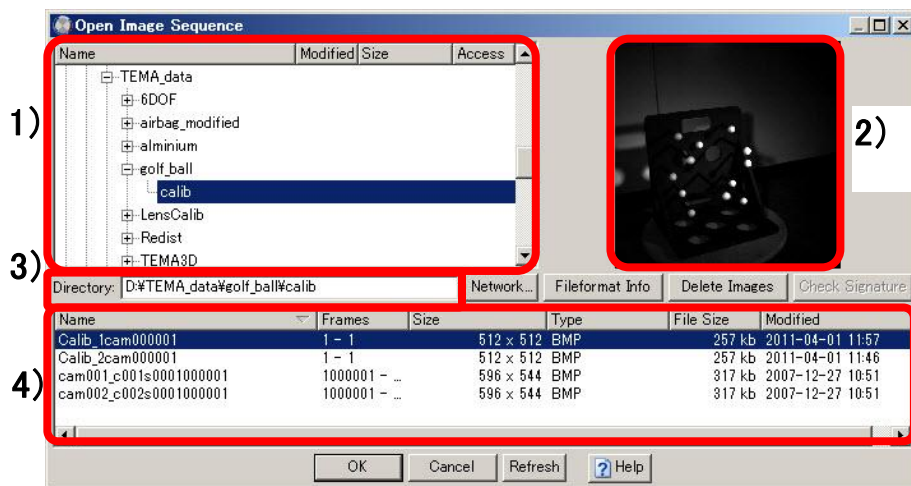 Open Image Sequence
Name Modified Size Access
TEMA_data
6DOF
1)
airbag_modified
2)
alminium
golf_ball
calib
LensCalib
Redist
3)
TEMA3D
Directory: D:¥TEMA_data¥golf_ball¥calib Network... Fileformat Info Delete Images Check Signature
Name Frames Size Type File Size Modified
Calib_1cam000001 1 - 1 512 x 512 BMP 257 kb 2011-04-01 11:57
Calib_2cam000001 1 - 1 512 x 512 BMP 257 kb 2011-04-01 11:46
4)
cam001_c001s0001000001 1000001 - ... 596 x 544 BMP 317 kb 2007-12-27 10:51
cam002_c002s0001000001 1000001 - ... 596 x 544 BMP 317 kb 2007-12-27 10:51
OK Cancel Refresh ? Help